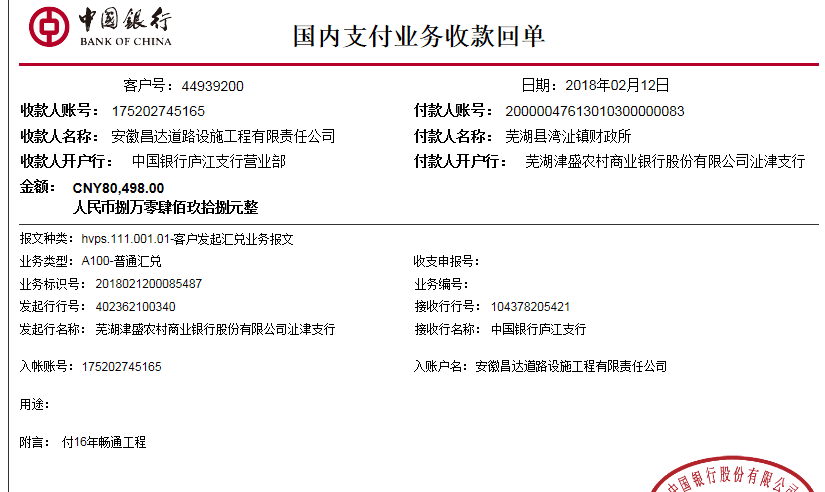 中国银行
BANK OF CHINA
国内支付业务收款回单
客户号：44939200 日期：2018年02月12日
收款人账号： 175202745165 付款人账号： 20000047613010300000083
收款人名称： 安徽昌达道路设施工程有限责任公司 付款人名称： 芜湖县湾沚镇财政所
收款人开户行： 中国银行庐江支行营业部 付款人开户行： 芜湖津盛农村商业银行股份有限公司沚津支行
金额： CNY80,498.00
人民币捌万零肆佰玖拾捌元整
报文种类： hvps.111.001.01-客户发起汇兑业务报文
业务类型： A100-普通汇兑 收支申报号：
业务标识号： 2018021200085487 业务编号：
发起行行号： 402362100340 接收行行号： 104378205421
发起行名称： 芜湖津盛农村商业银行股份有限公司沚津支行 接收行名称： 中国银行庐江支行
入帐账号：175202745165 入账户名：安徽昌达道路设施工程有限责任公司
用途：
附言： 付16年畅通工程
中国银行股份有限公司